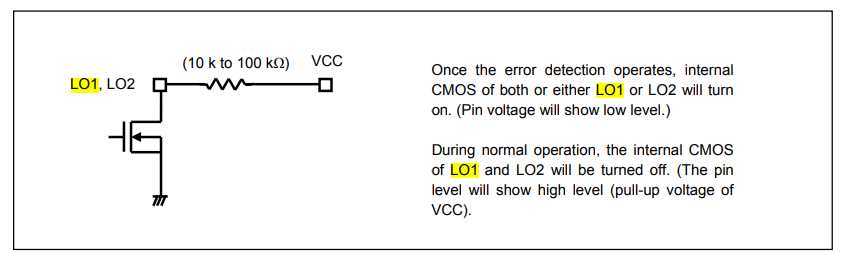 (10 k to 100 kΩ) VCC
LO1, LO2
Once the error detection operates, internal
CMOS of both or either LO1 or LO2 will turn
on. (Pin voltage will show low level.)
During normal operation, the internal CMOS
of LO1 and LO2 will be turned off. (The pin
level will show high level (pull-up voltage of
VCC).